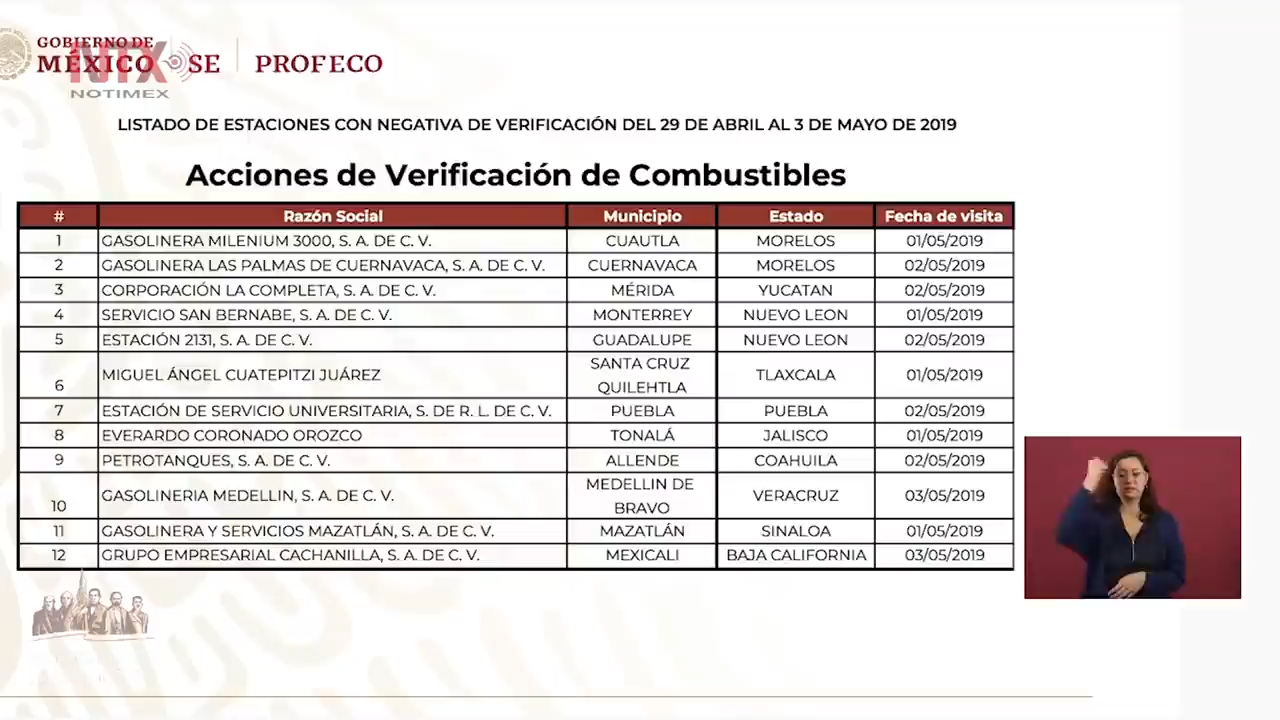 GOBIERNO DE
MÉXICO SE PROFECO
NTX
NOTIMEX
LISTADO DE ESTACIONES CON NEGATIVA DE VERIFICACIÓN DEL 29 DE ABRIL AL 3 DE MAYO DE 2019
Acciones de Verificación de Combustibles
# Razón Social Municipio Estado Fecha de visita
1 GASOLINERA MILENIUM 3000, S. A. DE C. V. CUAUTLA MORELOS 01/05/2019
2 GASOLINERA LAS PALMAS DE CUERNAVACA, S. A. DE C. V. CUERNAVACA MORELOS 02/05/2019
3 CORPORACIÓN LA COMPLETA, S. A. DE C. V. MÉRIDA YUCATAN 02/05/2019
4 SERVICIO SAN BERNABE, S. A. DE C. V. MONTERREY NUEVO LEON 01/05/2019
5 ESTACIÓN 2131, S. A. DE C. V. GUADALUPE NUEVO LEON 02/05/2019
6 MIGUEL ÁNGEL CUATEPITZI JUÁREZ SANTA CRUZ QUILEHTLA TLAXCALA 01/05/2019
7 ESTACIÓN DE SERVICIO UNIVERSITARIA, S. DE R. L. DE C. V. PUEBLA PUEBLA 02/05/2019
8 EVERARDO CORONADO OROZCO TONALÁ JALISCO 01/05/2019
9 PETROTANQUES, S. A. DE C. V. ALLENDE COAHUILA 02/05/2019
10 GASOLINERIA MEDELLIN, S. A. DE C. V. MEDELLIN DE BRAVO VERACRUZ 03/05/2019
11 GASOLINERA Y SERVICIOS MAZATLÁN, S. A. DE C. V. MAZATLÁN SINALOA 01/05/2019
12 GRUPO EMPRESARIAL CACHANILLA, S. A. DE C. V. MEXICALI BAJA CALIFORNIA 03/05/2019